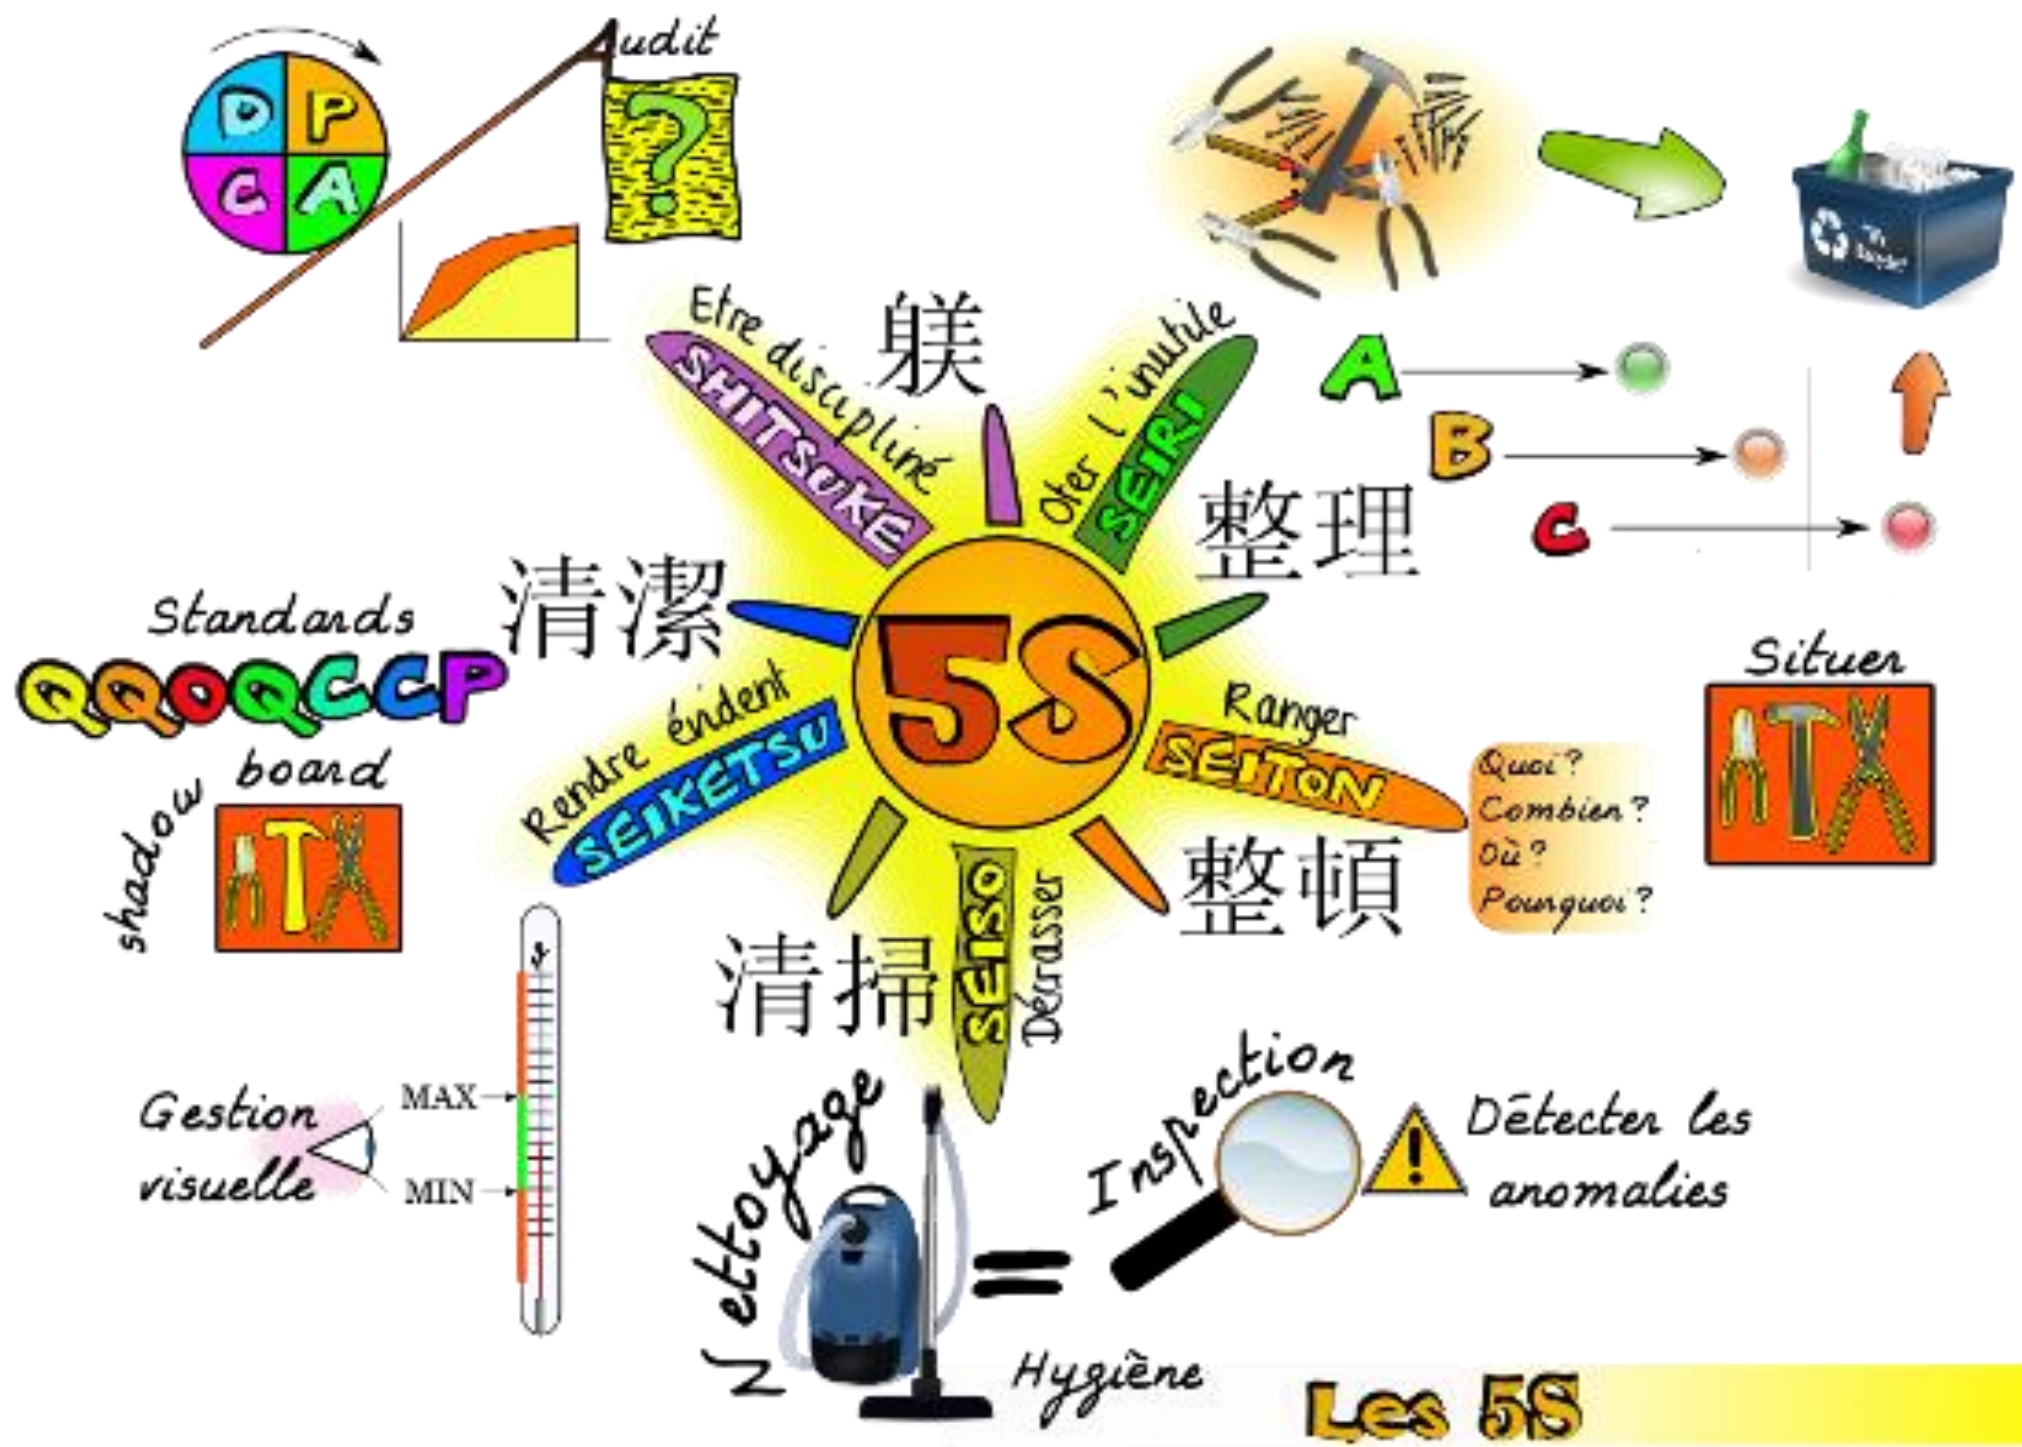 Audit
D
P
C
A
?
Etre discipliné
SHITSUKE
躾
Oter l'inutile
SEIRI
整理
A
B
C
Standards
QQOQCCP
清潔
Rendre évident
SEIKETSU
5S
Ranger
SEITON
整頓
Quoi?
Combien?
Où?
Pourquoi?
Situer
shadow board
清掃
SEISO
Décrasser
Gestion
visuelle
MAX
MIN
Nettoyage
=
Inspection
!
Détecter les
anomalies
Hygiène
Les 5S